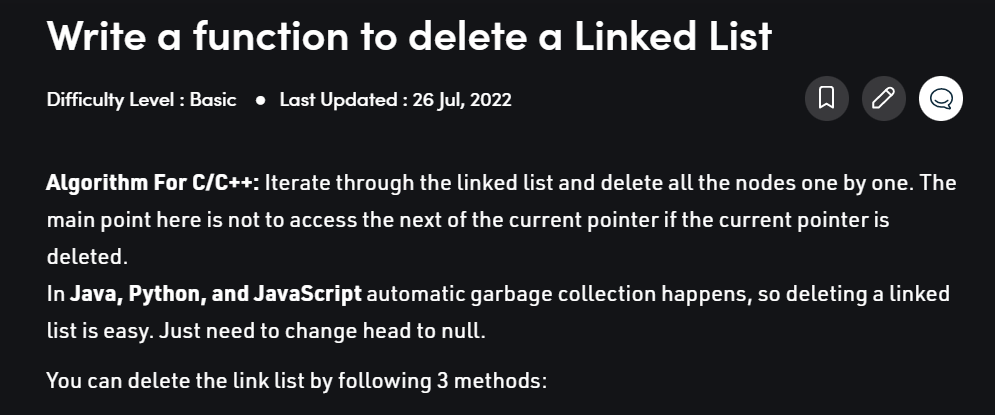 Write a function to delete a Linked List
Difficulty Level : Basic ● Last Updated : 26 Jul, 2022
Algorithm For C/C++: Iterate through the linked list and delete all the nodes one by one. The
main point here is not to access the next of the current pointer if the current pointer is
deleted.
In Java, Python, and JavaScript automatic garbage collection happens, so deleting a linked
list is easy. Just need to change head to null.
You can delete the link list by following 3 methods: